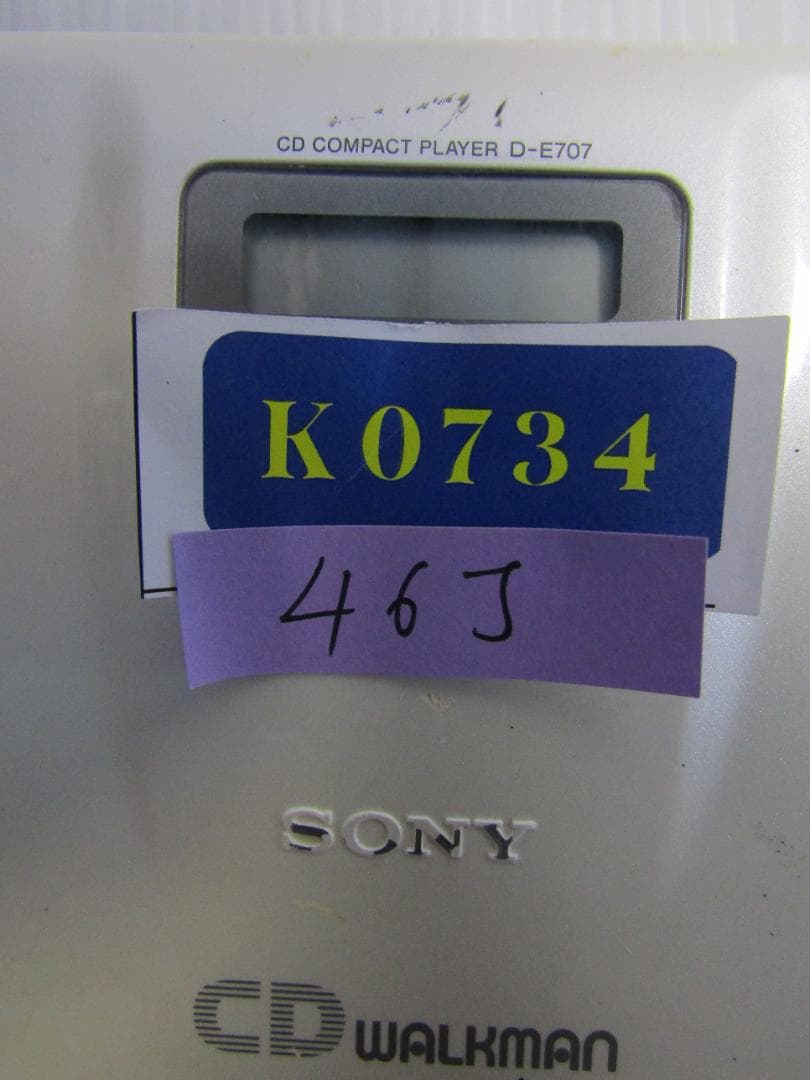 CD COMPACT PLAYER D-E707
K0734
46J
SONY
CD WALKMAN